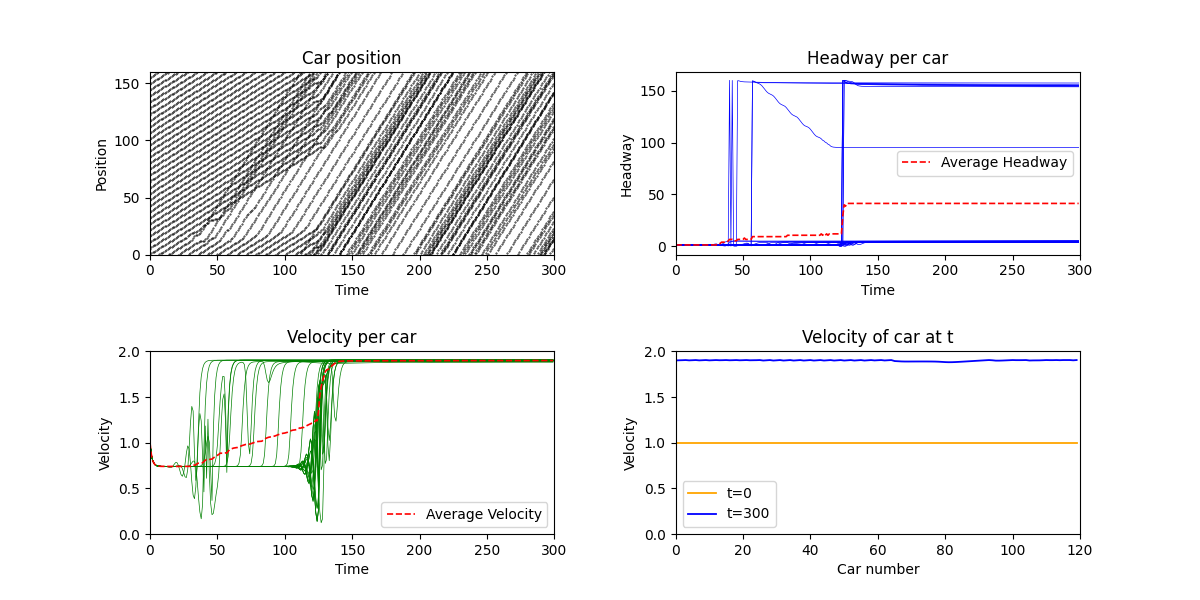 Car position
Position
0
50
100
150
0 50 100 150 200 250 300
Time
Headway per car
Headway
0
50
100
150
Average Headway
0 50 100 150 200 250 300
Time
Velocity per car
Velocity
0.0
0.5
1.0
1.5
2.0
Average Velocity
0 50 100 150 200 250 300
Time
Velocity of car at t
Velocity
0.0
0.5
1.0
1.5
2.0
t=0
t=300
0 20 40 60 80 100 120
Car number